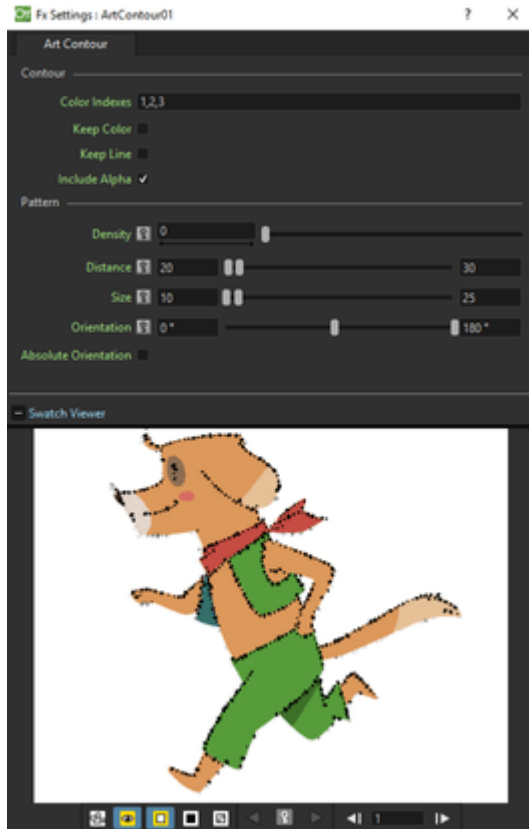 Fx Settings : ArtContour01
Art Contour
Contour
Color Indexes 1,2,3
Keep Color
Keep Line
Include Alpha
Pattern
Density 0
Distance 20 30
Size 10 25
Orientation 0 ° 180 °
Absolute Orientation
Swatch Viewer
1